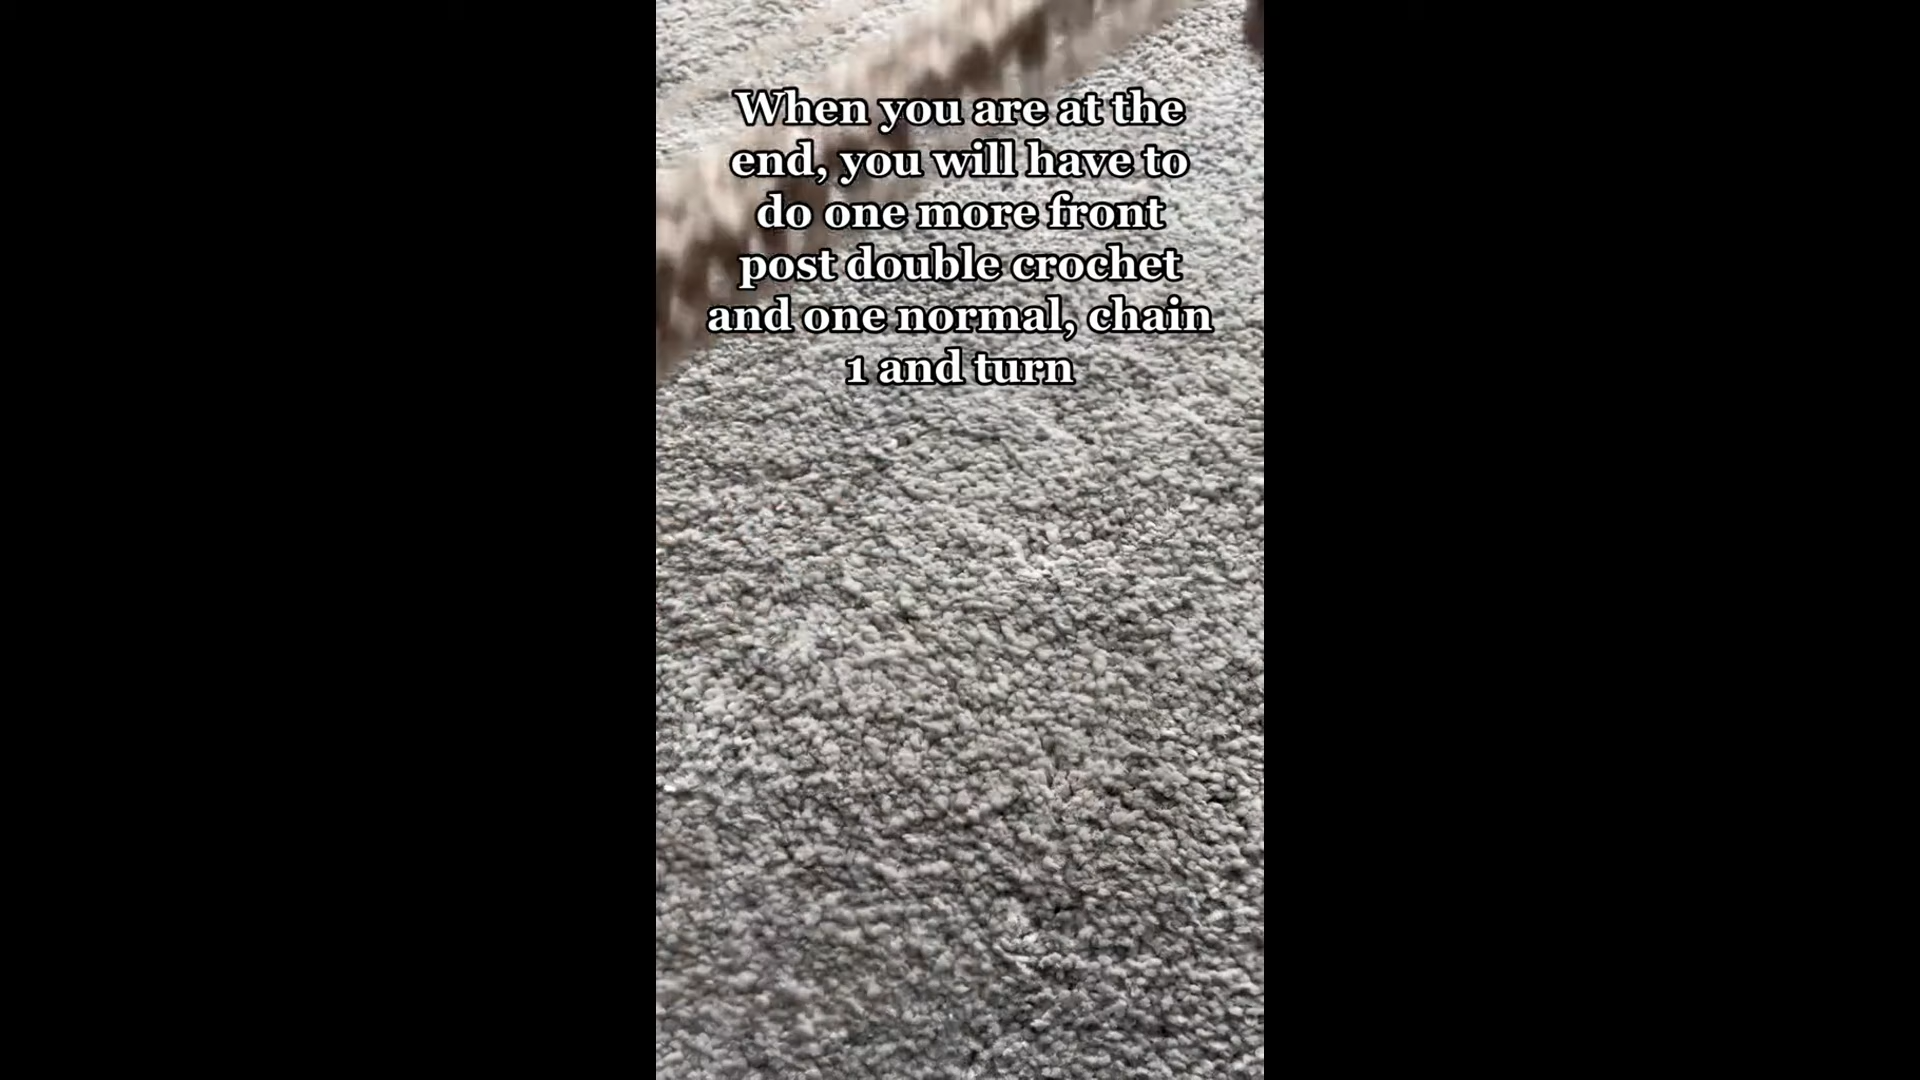 When you are at the
end, you will have to
do one more front
post double crochet
and one normal, chain
1 and turn